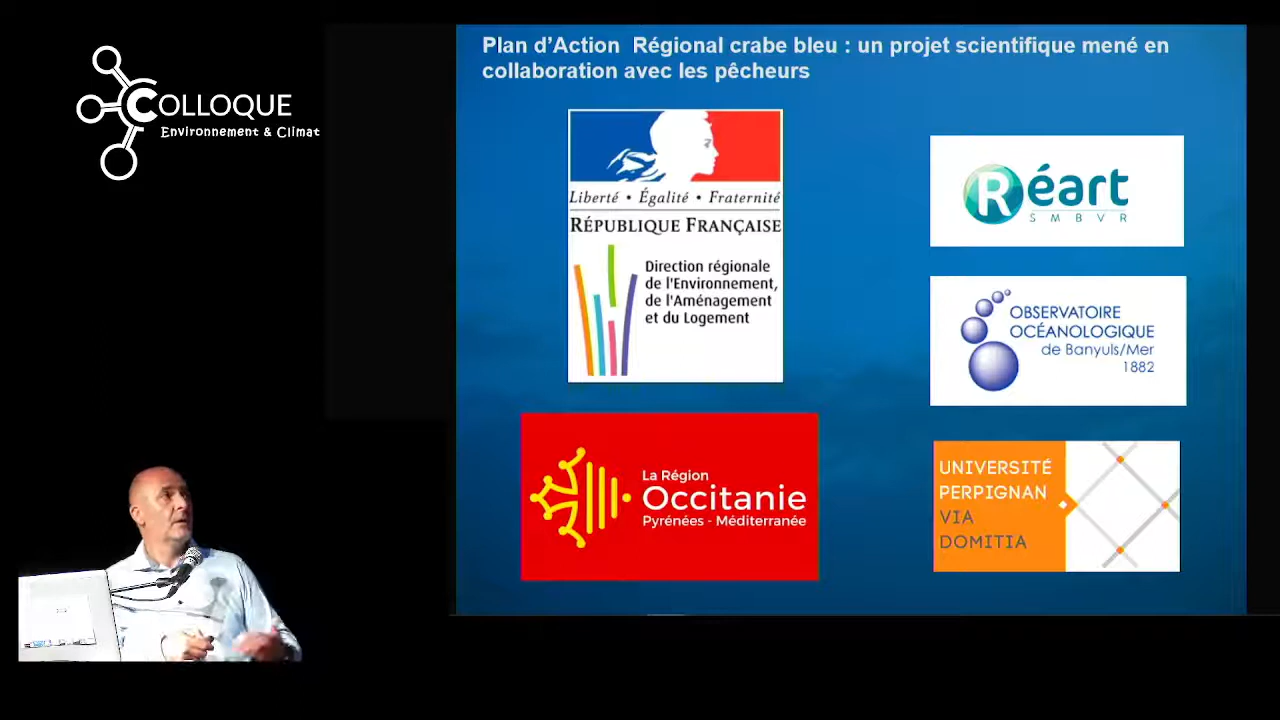 COLLOQUE
Environnement & Climat
Plan d’Action Régional crabe bleu : un projet scientifique mené en
collaboration avec les pêcheurs
Liberté • Égalité • Fraternité
RÉPUBLIQUE FRANÇAISE
Direction régionale
de l'Environnement,
de l'Aménagement
et du Logement
La Région
Occitanie
Pyrénées - Méditerranée
Réart
S M B V R
OBSERVATOIRE
OCÉANOLOGIQUE
de Banyuls/Mer
1882
UNIVERSITÉ
PERPIGNAN
VIA
DOMITIA